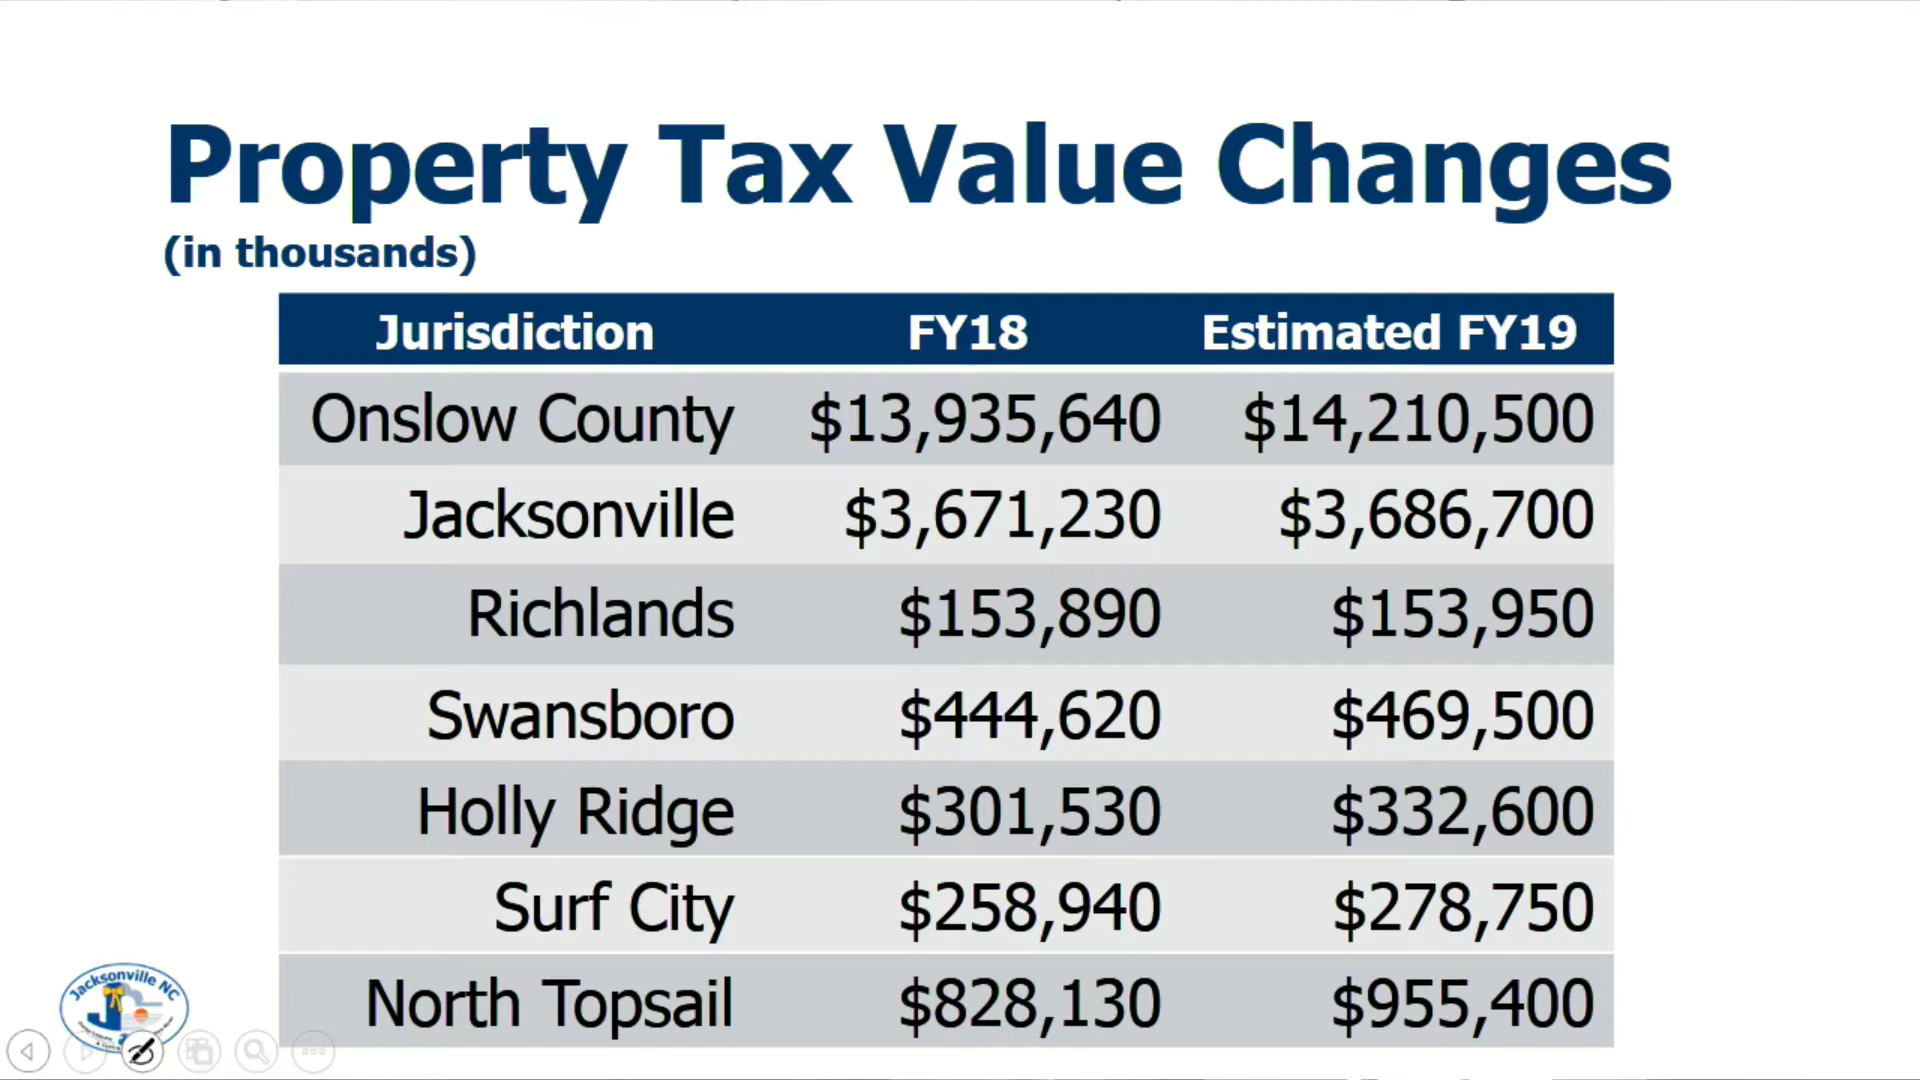 Property Tax Value Changes
(in thousands)
Jurisdiction FY18 Estimated FY19
Onslow County $13,935,640 $14,210,500
Jacksonville $3,671,230 $3,686,700
Richlands $153,890 $153,950
Swansboro $444,620 $469,500
Holly Ridge $301,530 $332,600
Surf City $258,940 $278,750
North Topsail $828,130 $955,400
Jacksonville NC